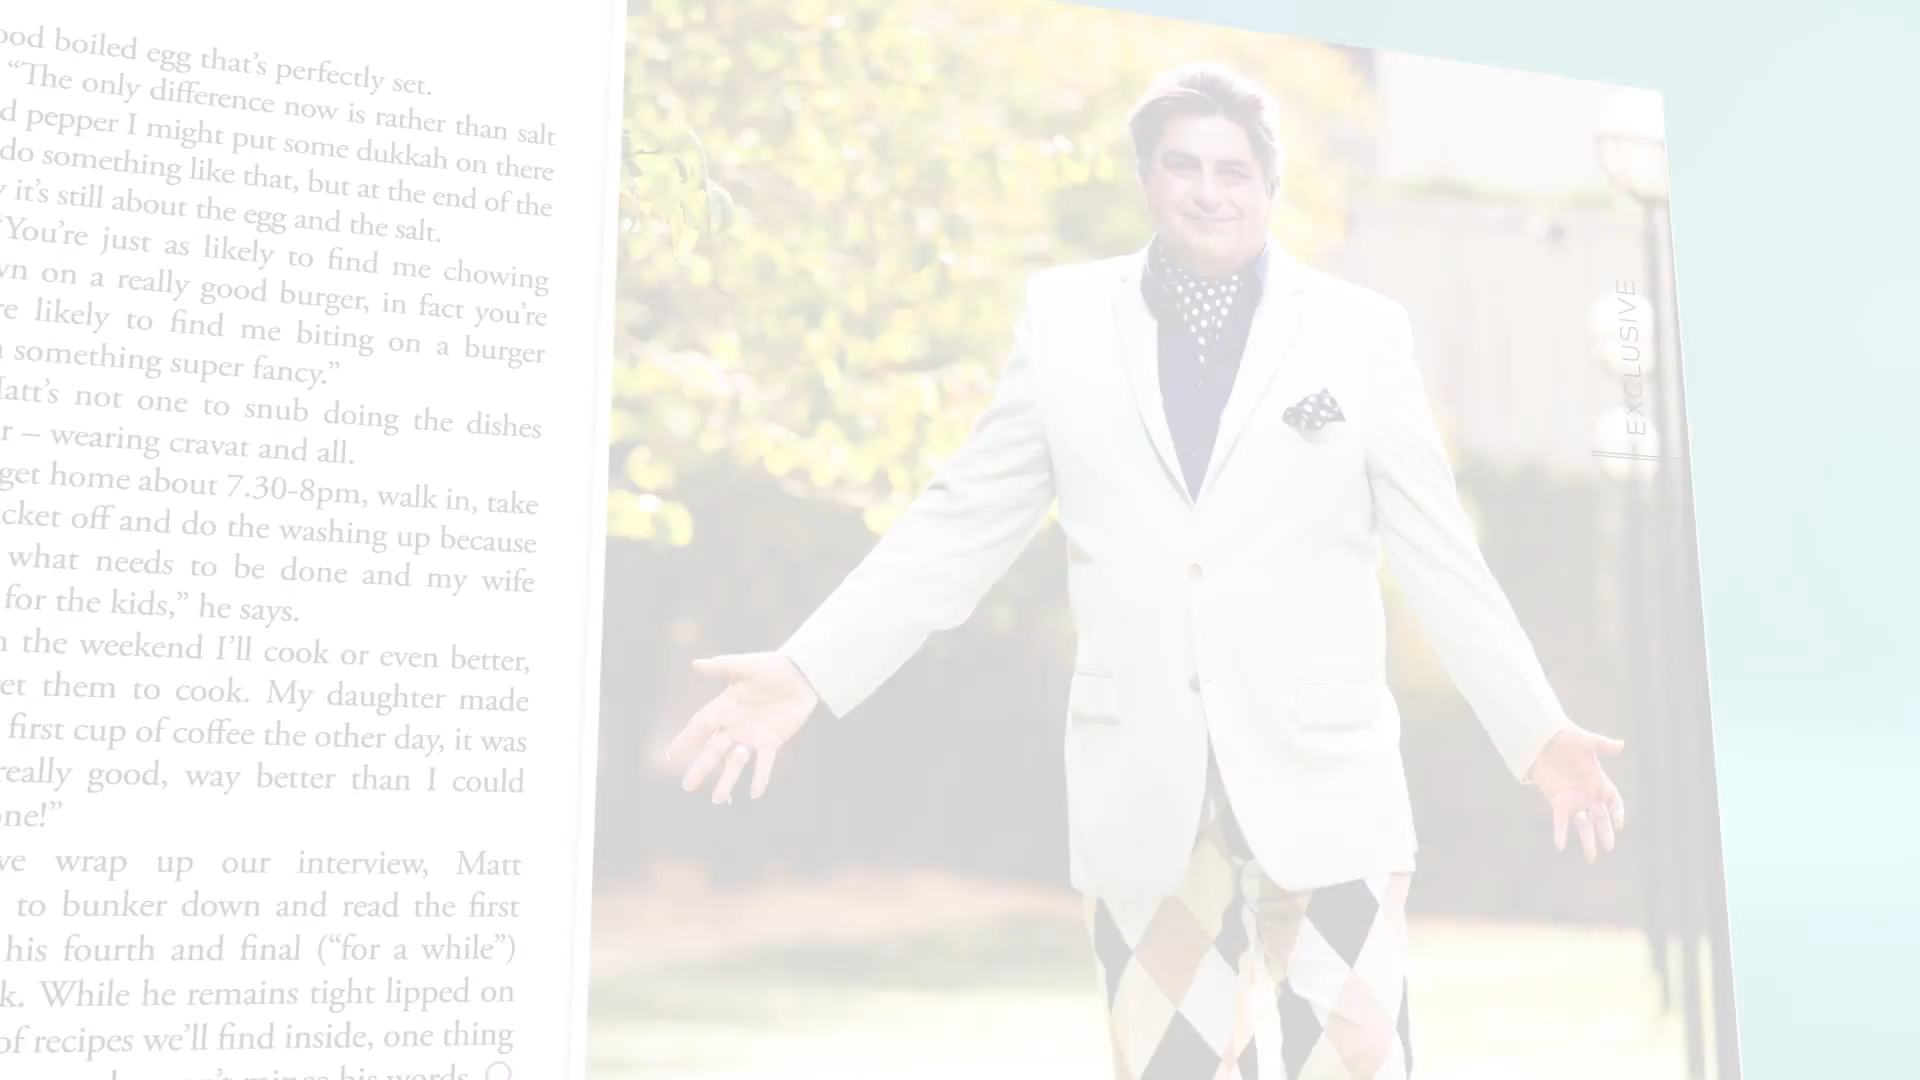 boiled egg that's perfectly set.
“The only difference now is rather than salt
pepper I might put some dukkah on there
do something like that, but at the end of the
it's still about the egg and the salt.
“You're just as likely to find me chowing
on a really good burger, in fact you're
likely to find me biting on a burger
something super fancy.”
not one to snub doing the dishes
– wearing cravat and all.
get home about 7.30-8pm, walk in, take
off and do the washing up because
what needs to be done and my wife
for the kids,” he says.
the weekend I'll cook or even better,
them to cook. My daughter made
first cup of coffee the other day, it was
really good, way better than I could
wrap up our interview, Matt
to bunker down and read the first
his fourth and final (“for a while”)
While he remains tight lipped on
of recipes we'll find inside, one thing
his words.
EXCLUSIVE